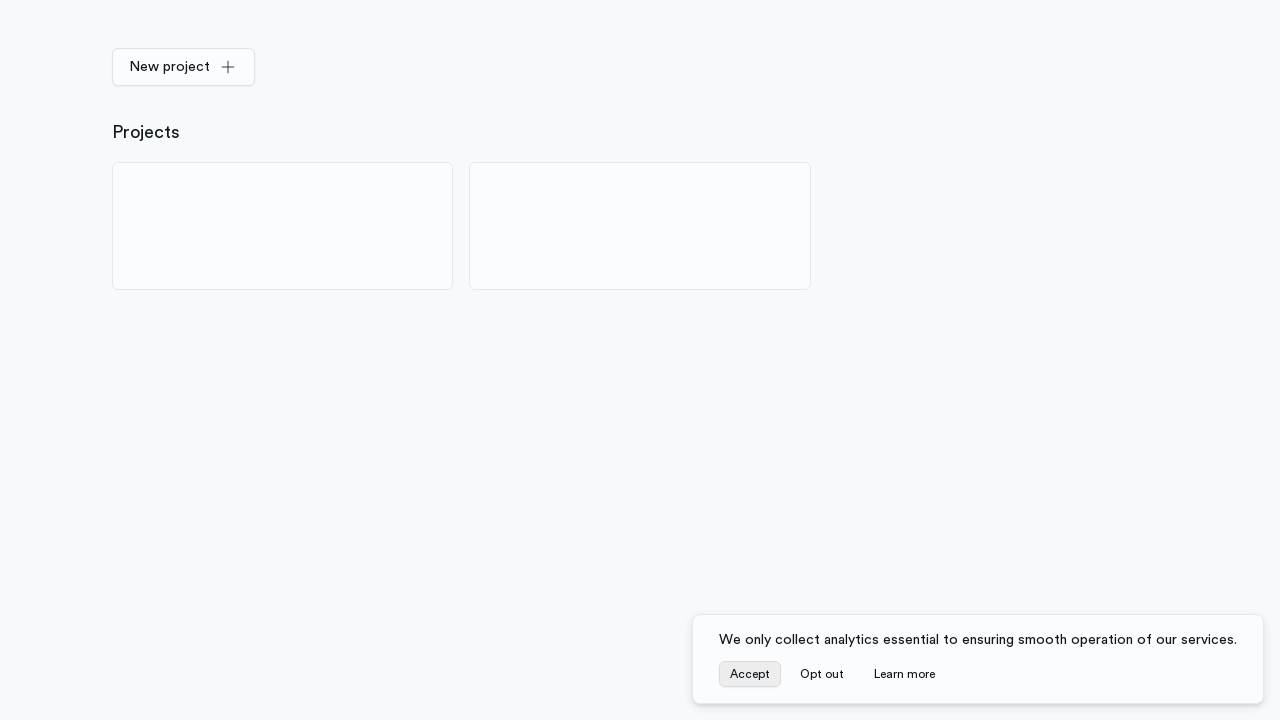 New project
Projects
We only collect analytics essential to ensuring smooth operation of our services.
Accept Opt out Learn more